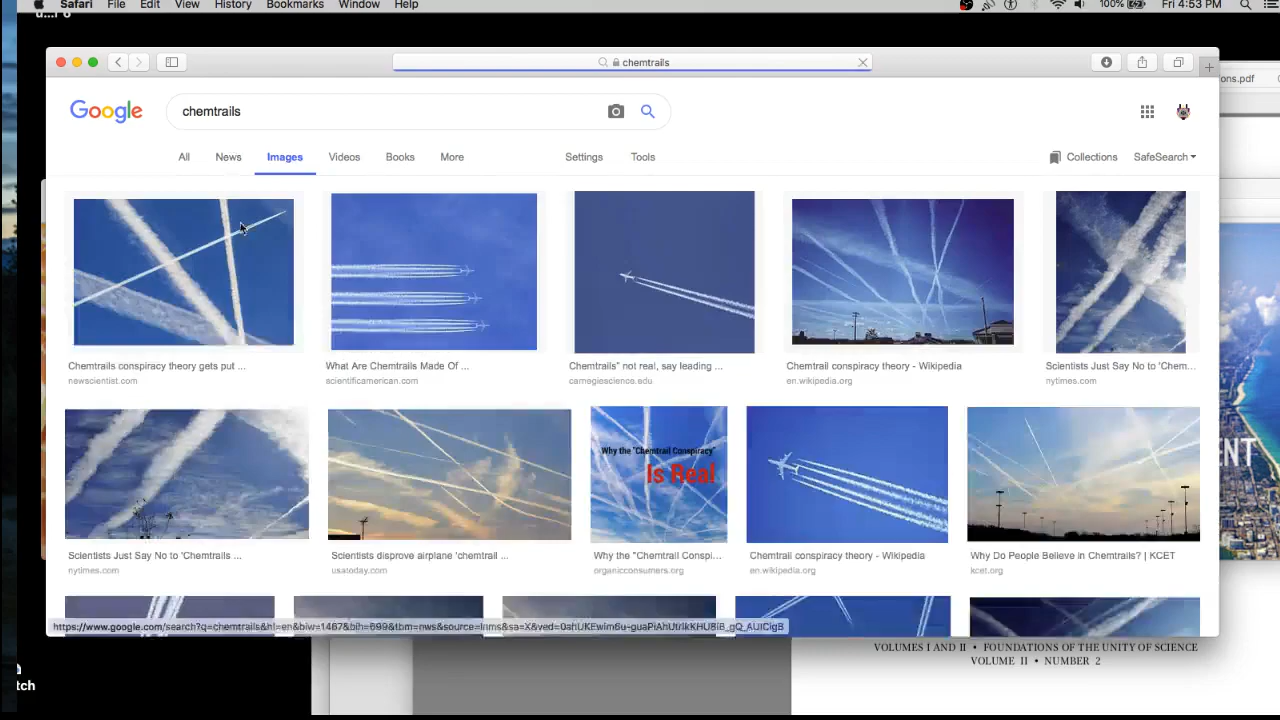 Safari File Edit View History Bookmarks Window Help 100% Fri 4:53 PM
chemtrails
ons.pdf
Google chemtrails
All News Images Videos Books More Settings Tools Collections SafeSearch
Chemtrails conspiracy theory gets put ...
newscientist.com
What Are Chemtrails Made Of ...
scientificamerican.com
Chemtrails" not real, say leading ...
carnegiescience.edu
Chemtrail conspiracy theory - Wikipedia
en.wikipedia.org
Scientists Just Say No to 'Chem...
nytimes.com
Why the "Chemtrail Conspiracy"
Is Real
ENT
Scientists Just Say No to 'Chemtrails ...
nytimes.com
Scientists disprove airplane 'chemtrail ...
usatoday.com
Why the "Chemtrail Conspi...
organicconsumers.org
Chemtrail conspiracy theory - Wikipedia
en.wikipedia.org
Why Do People Believe in Chemtrails? | KCET
kcet.org
VOLUMES I AND II • FOUNDATIONS OF THE UNITY OF SCIENCE
VOLUME II • NUMBER 2
tch